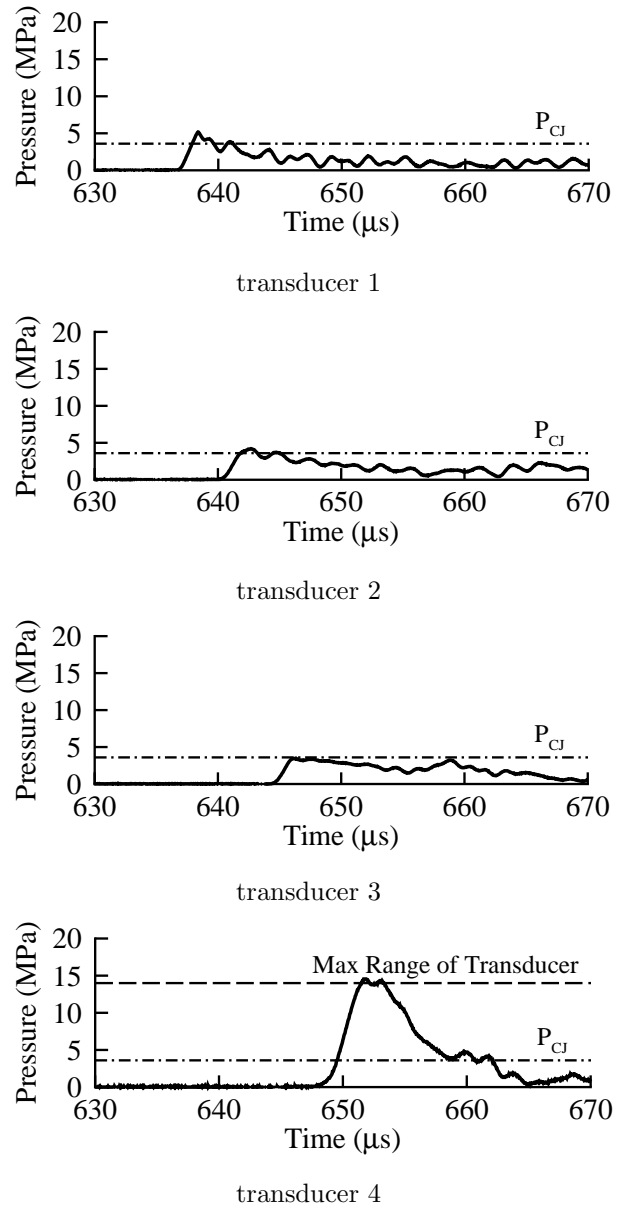 20
15
10
5
0
Pressure (MPa)
P_CJ
630 640 650 660 670
Time (μs)
transducer 1
20
15
10
5
0
Pressure (MPa)
P_CJ
630 640 650 660 670
Time (μs)
transducer 2
20
15
10
5
0
Pressure (MPa)
P_CJ
630 640 650 660 670
Time (μs)
transducer 3
20
15
10
5
0
Pressure (MPa)
Max Range of Transducer
P_CJ
630 640 650 660 670
Time (μs)
transducer 4